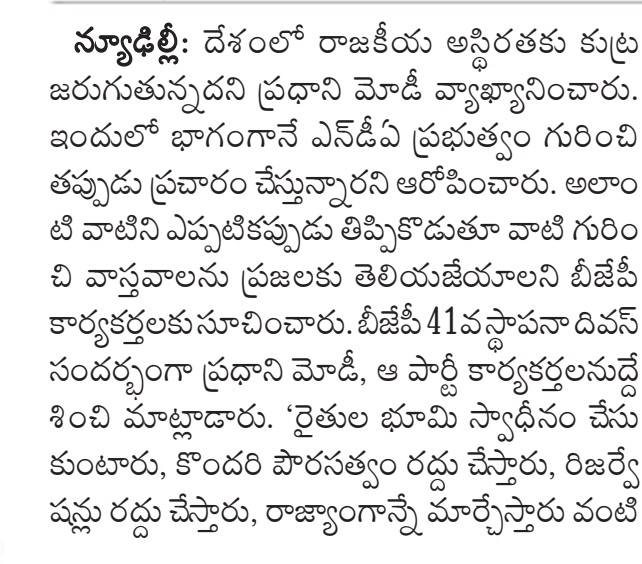 న్యూఢిల్లీ: దేశంలో రాజకీయ అస్థిరతకు కుట్ర
జరుగుతున్నదని ప్రధాని మోడీ వ్యాఖ్యానించారు.
ఇందులో భాగంగానే ఎన్‌డీఏ ప్రభుత్వం గురించి
తప్పుడు ప్రచారం చేస్తున్నారని ఆరోపించారు. అలాం
టి వాటిని ఎప్పటికప్పుడు తిప్పికొడుతూ వాటి గురిం
చి వాస్తవాలను ప్రజలకు తెలియజేయాలని బీజేపీ
కార్యకర్తలకు సూచించారు. బీజేపీ 41వ స్థాపనా దివస్
సందర్భంగా ప్రధాని మోడీ, ఆ పార్టీ కార్యకర్తలనుద్దే
శించి మాట్లాడారు. ‘రైతుల భూమి స్వాధీనం చేసు
కుంటారు, కొందరి పౌరసత్వం రద్దు చేస్తారు, రిజర్వే
షన్లు రద్దు చేస్తారు, రాజ్యాంగాన్నే మార్చేస్తారు వంటి